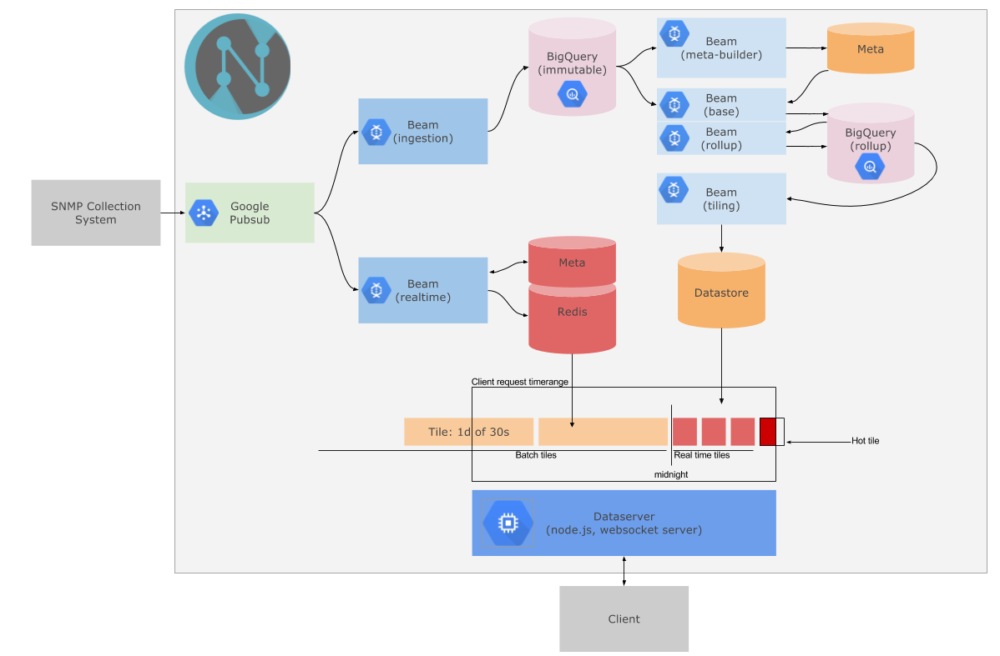 BigQuery
(immutable)
Beam
(meta-builder)
Meta
Beam
(base)
Beam
(rollup)
BigQuery
(rollup)
Beam
(ingestion)
SNMP Collection
System
Google
Pubsub
Beam
(tiling)
Beam
(realtime)
Meta
Redis
Datastore
Client request timerange
Tile: 1d of 30s
Hot tile
Batch tiles
Real time tiles
midnight
Dataserver
(node.js, websocket server)
Client